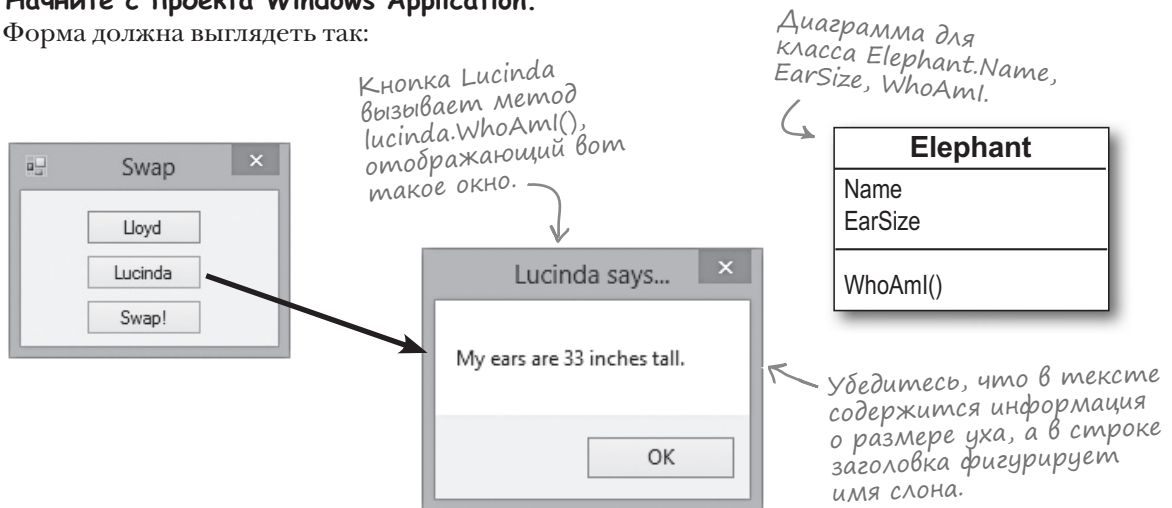 Начните с проекта Windows Application.
Форма должна выглядеть так:
Кнопка Lucinda
вызывает метод
lucinda.WhoAmI(),
отображающий вот
такое окно.
Диаграмма для
класса Elephant.Name,
EarSize, WhoAmI.
Swap
Lloyd
Lucinda
Swap!
Lucinda says...
My ears are 33 inches tall.
OK
Elephant
Name
EarSize
WhoAmI()
Убедитесь, что в тексте
содержится информация
о размере уха, а в строке
заголовка фигурирует
имя слона.